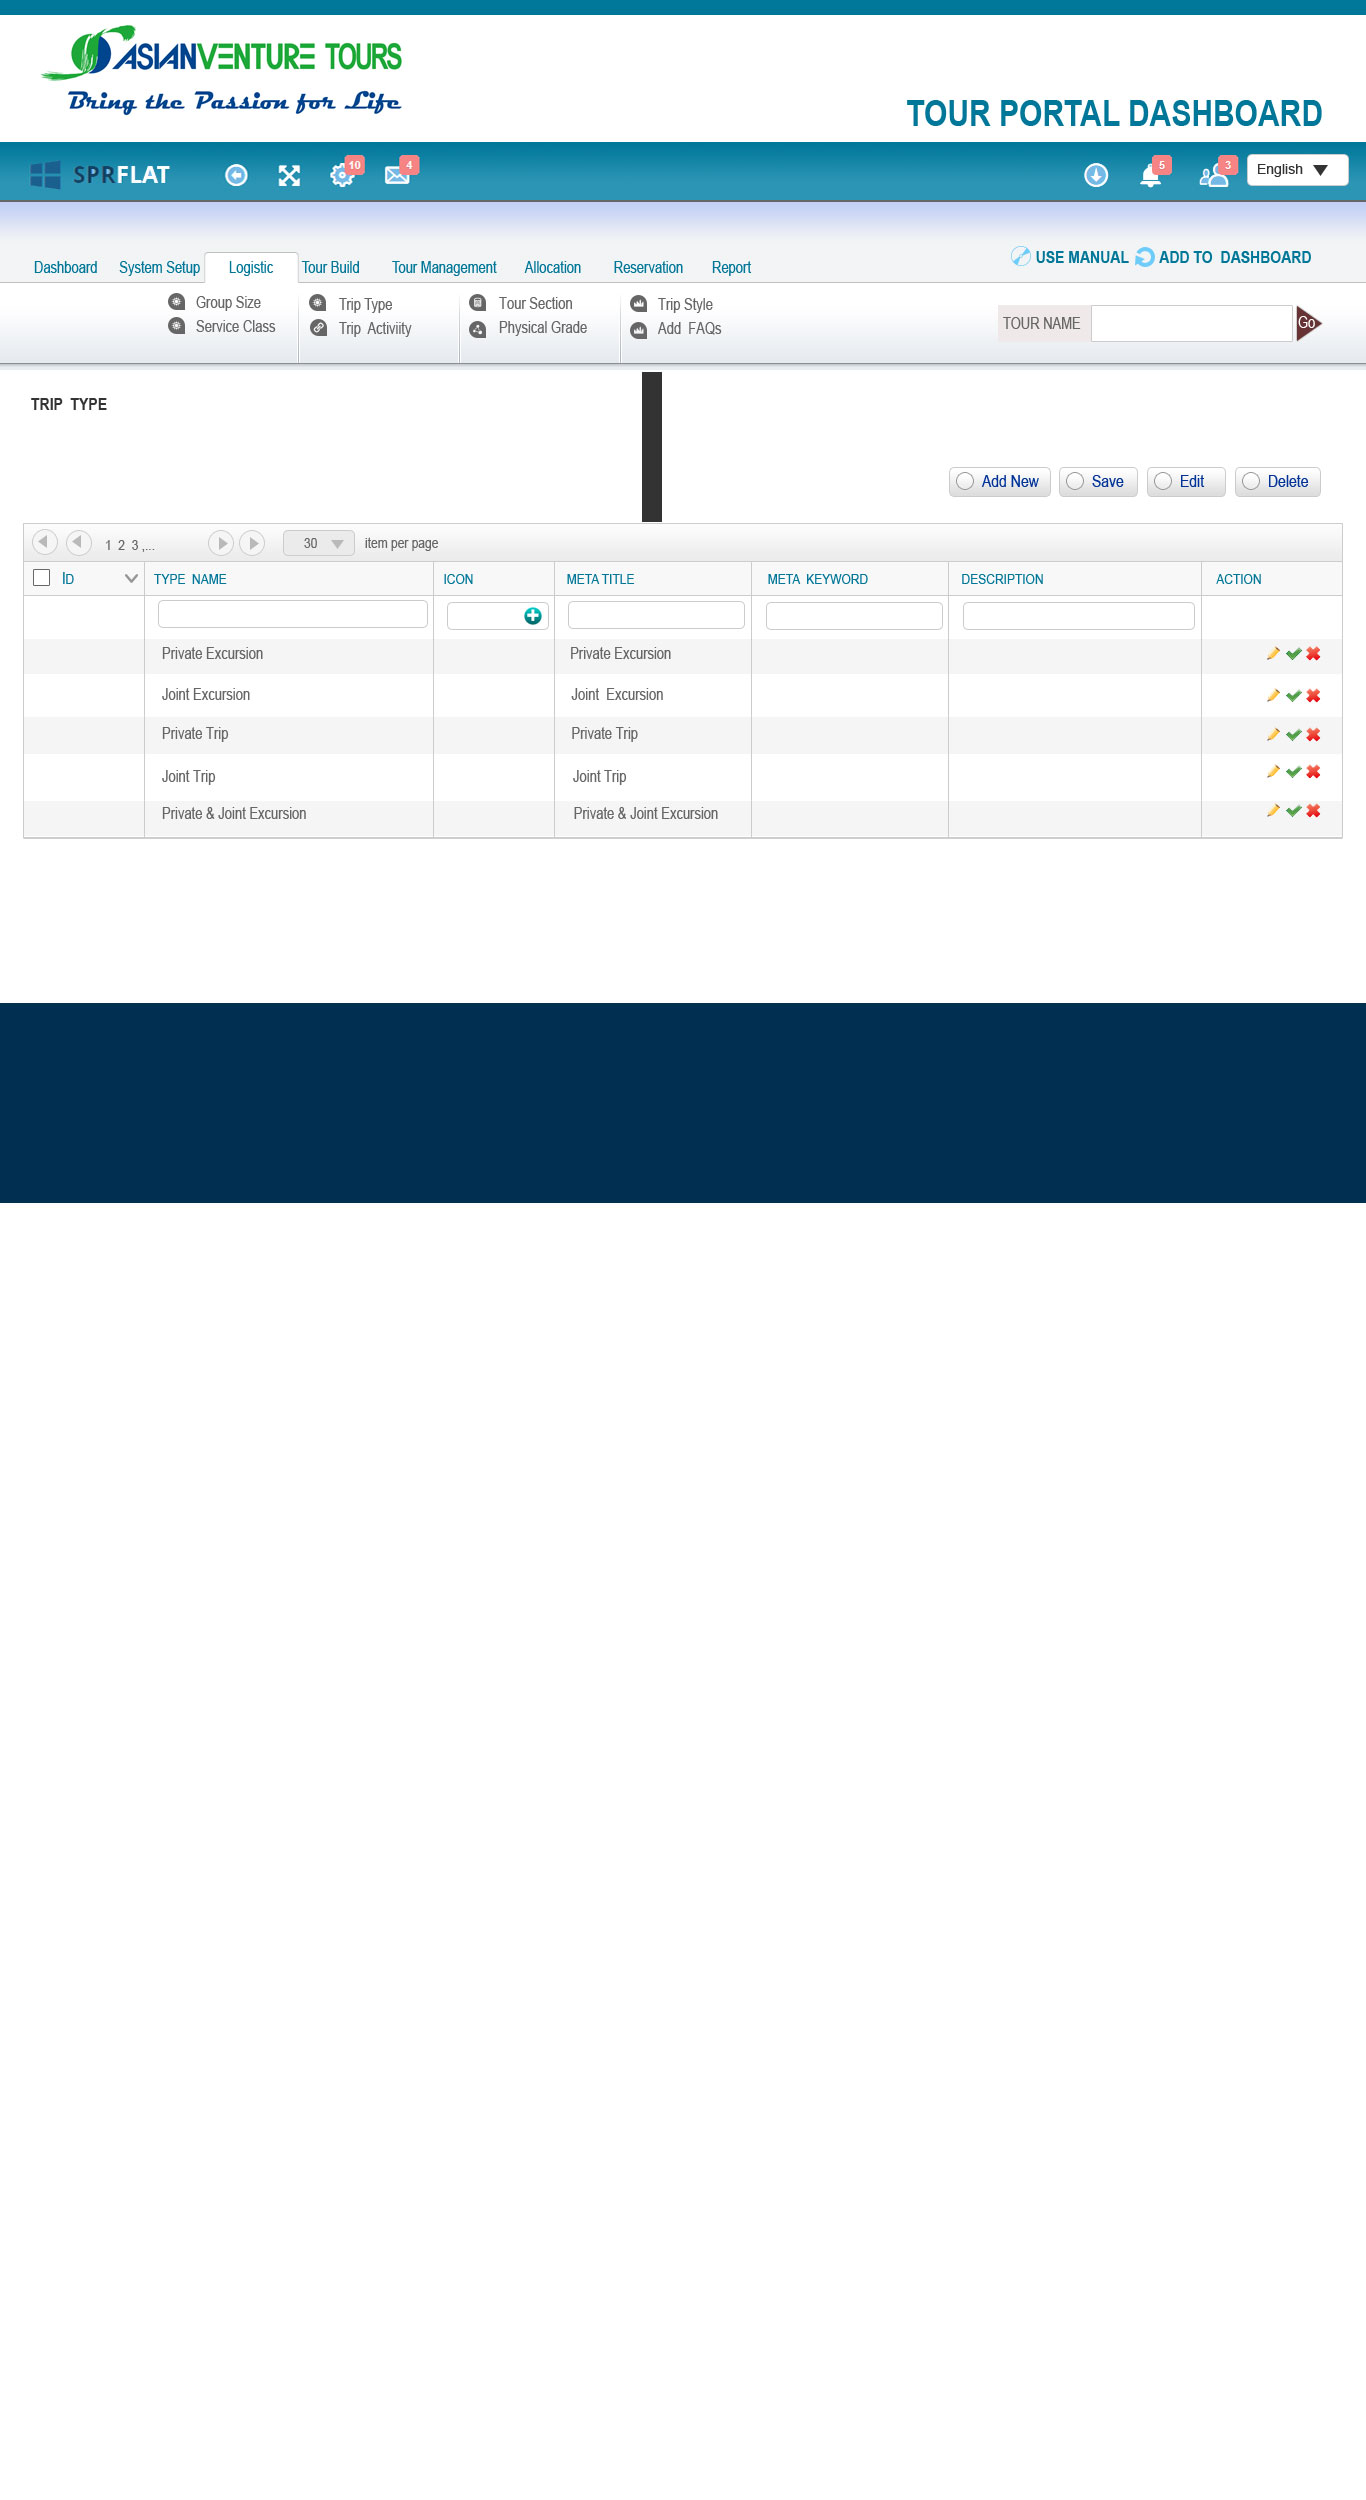 ASIANVENTURE TOURS
Bring the Passion for Life
TOUR PORTAL DASHBOARD
SPRFLAT 10 4 5 3 English
USE MANUAL ADD TO DASHBOARD
Dashboard System Setup Logistic Tour Build Tour Management Allocation Reservation Report
Group Size Trip Type Tour Section Trip Style
Service Class Trip Activiity Physical Grade Add FAQs
TOUR NAME Go
TRIP TYPE
Add New Save Edit Delete
1 2 3 ,... 30 item per page
ID TYPE NAME ICON META TITLE META KEYWORD DESCRIPTION ACTION
Private Excursion Private Excursion
Joint Excursion Joint Excursion
Private Trip Private Trip
Joint Trip Joint Trip
Private & Joint Excursion Private & Joint Excursion